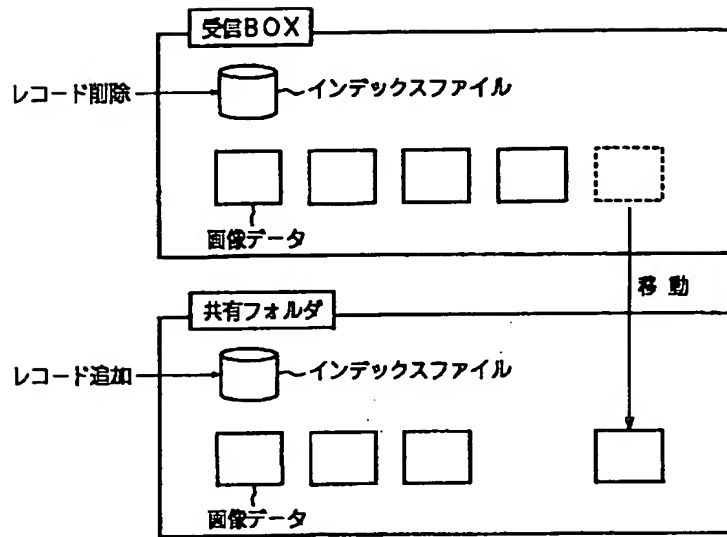 受信BOX
レコード削除
インデックスファイル
画像データ
移動
共有フォルダ
レコード追加
インデックスファイル
画像データ